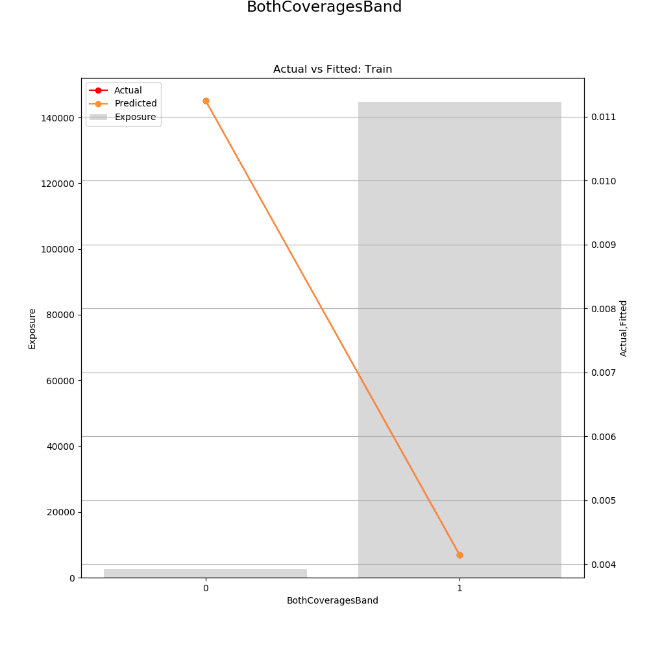 BothCoveragesBand
Actual vs Fitted: Train
Actual
Predicted
Exposure
140000
120000
100000
80000
60000
40000
20000
0
Exposure
0.011
0.010
0.009
0.008
0.007
0.006
0.005
0.004
Actual,Fitted
0
1
BothCoveragesBand